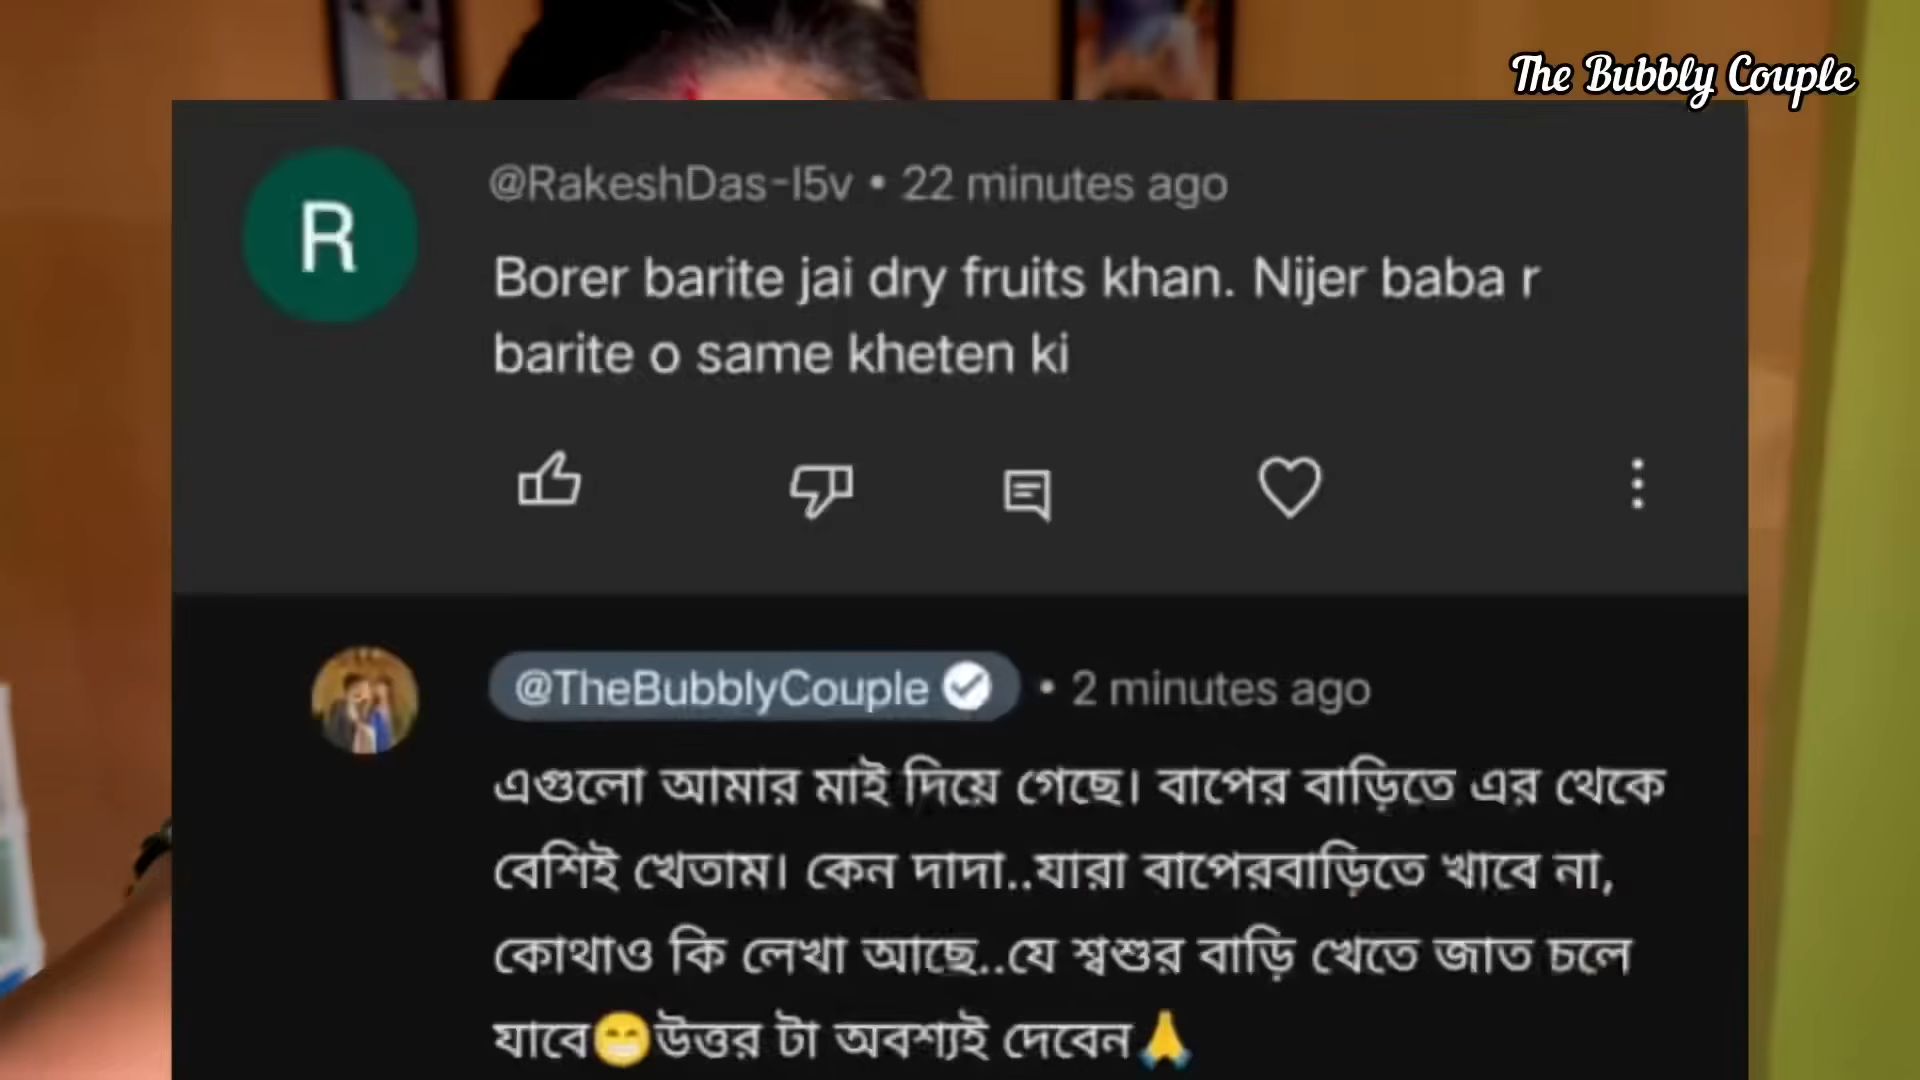 The Bubbly Couple
R
@RakeshDas-l5v • 22 minutes ago
Borer barite jai dry fruits khan. Nijer baba r
barite o same kheten ki
@TheBubblyCouple • 2 minutes ago
এগুলো আমার মাই দিয়ে গেছে। বাপের বাড়িতে এর থেকে
বেশিই খেতাম। কেন দাদা..যারা বাপেরবাড়িতে খাবে না,
কোথাও কি লেখা আছে..যে শ্বশুর বাড়ি খেতে জাত চলে
যাবে😁উত্তর টা অবশ্যই দেবেন🙏